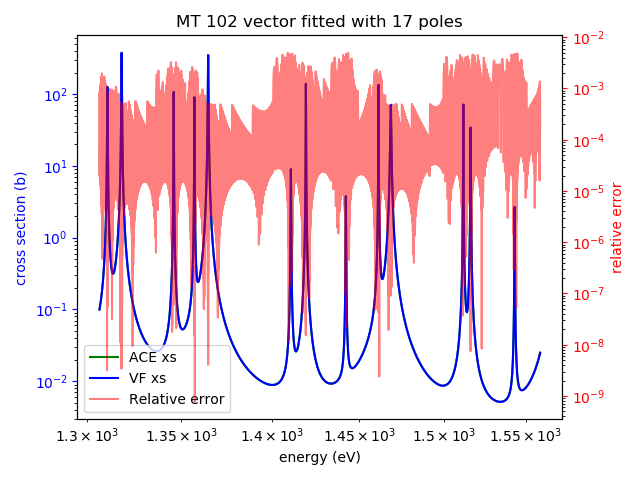 MT 102 vector fitted with 17 poles
cross section (b)
10²
10¹
10⁰
10⁻¹
10⁻²
10⁻²
10⁻³
10⁻⁴
10⁻⁵
10⁻⁶
10⁻⁷
10⁻⁸
10⁻⁹
relative error
ACE xs
VF xs
Relative error
1.3 × 10³ 1.35 × 10³ 1.4 × 10³ 1.45 × 10³ 1.5 × 10³ 1.55 × 10³
energy (eV)